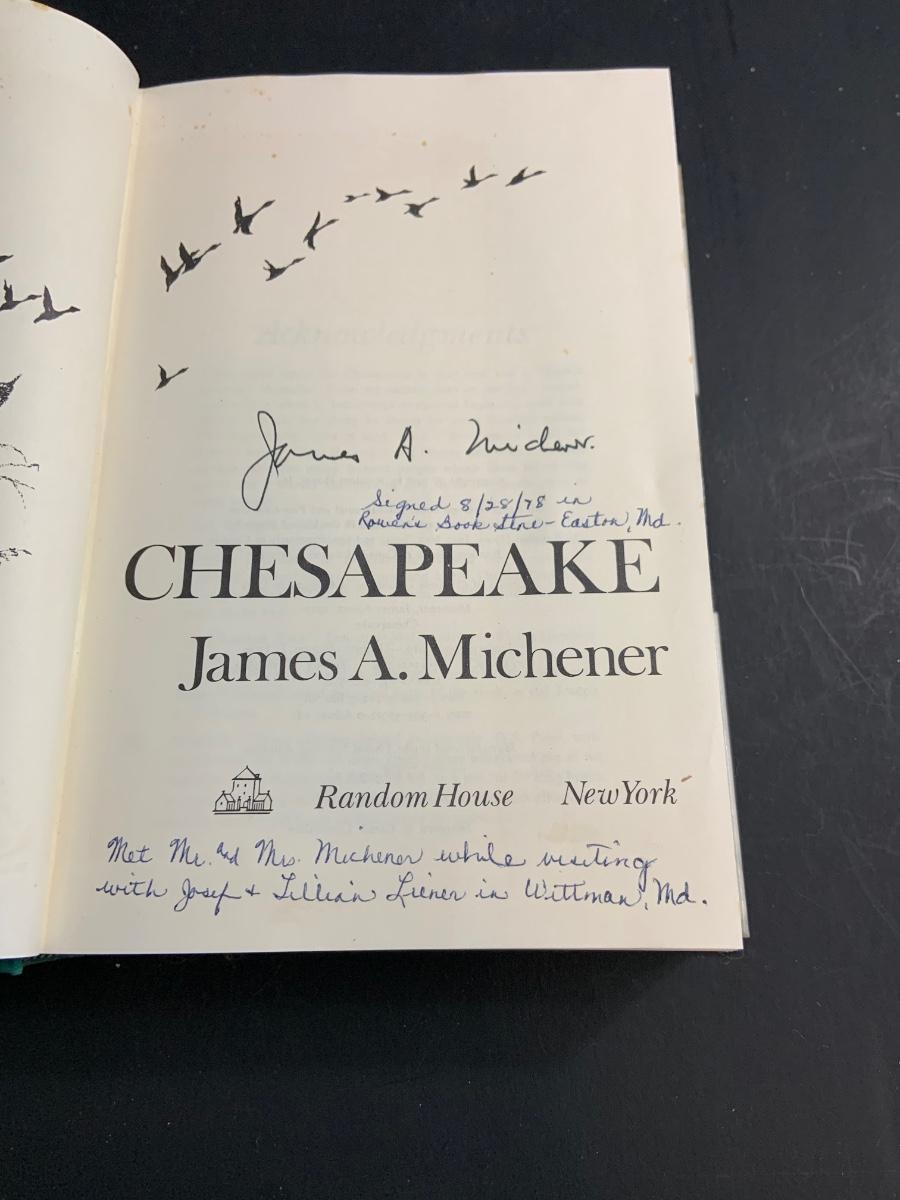 James A. Michener
Signed 8/28/78 in
Rowen's Book Store - Easton, Md.
CHESAPEAKE
James A. Michener
Random House New York
Met Mr. and Mrs. Michener while visiting
with Josef + Lillian Liener in Wittman, Md.